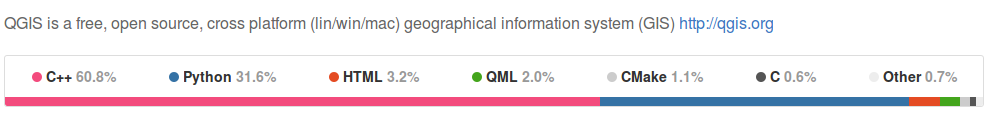 QGIS is a free, open source, cross platform (lin/win/mac) geographical information system (GIS) http://qgis.org
C++ 60.8% Python 31.6% HTML 3.2% QML 2.0% CMake 1.1% C 0.6% Other 0.7%